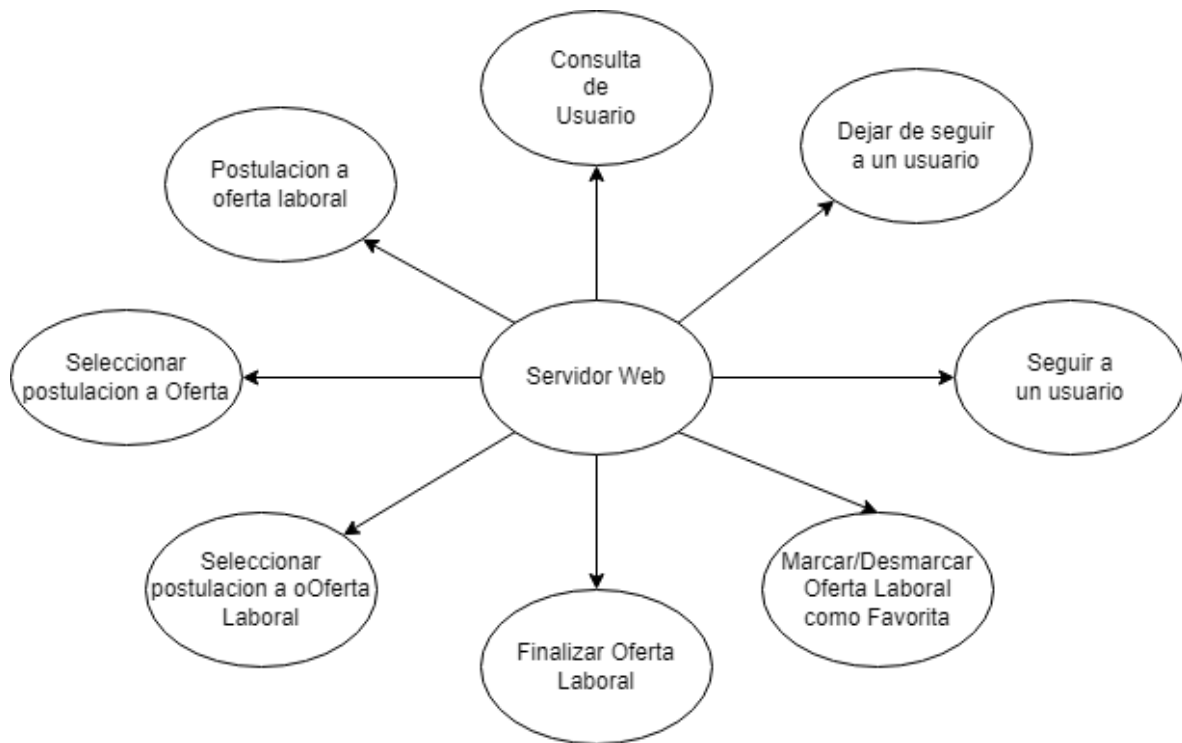 Consulta
de
Usuario
Dejar de seguir
a un usuario
Postulacion a
oferta laboral
Seleccionar
postulacion a Oferta
Servidor Web
Seguir a
un usuario
Seleccionar
postulacion a oOferta
Laboral
Marcar/Desmarcar
Oferta Laboral
como Favorita
Finalizar Oferta
Laboral